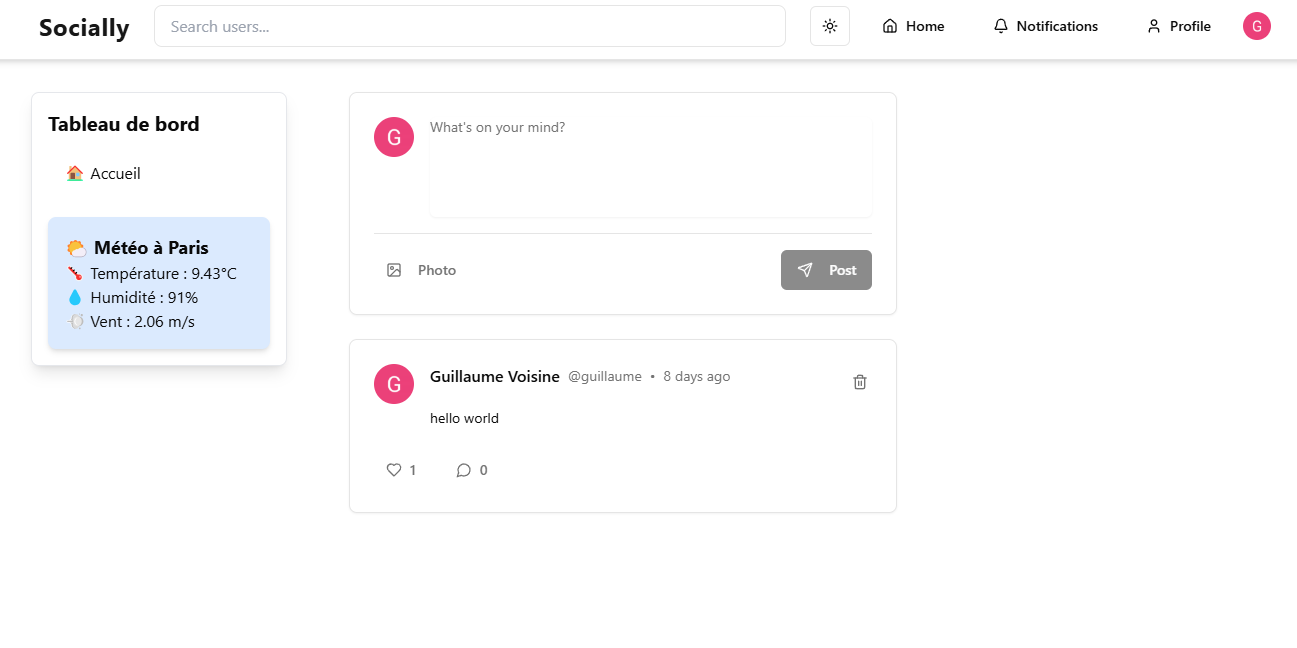 Socially
Search users...
Home
Notifications
Profile
G
Tableau de bord
Accueil
Météo à Paris
Température : 9.43°C
Humidité : 91%
Vent : 2.06 m/s
G
What's on your mind?
Photo
Post
G
Guillaume Voisine @guillaume • 8 days ago
hello world
1
0